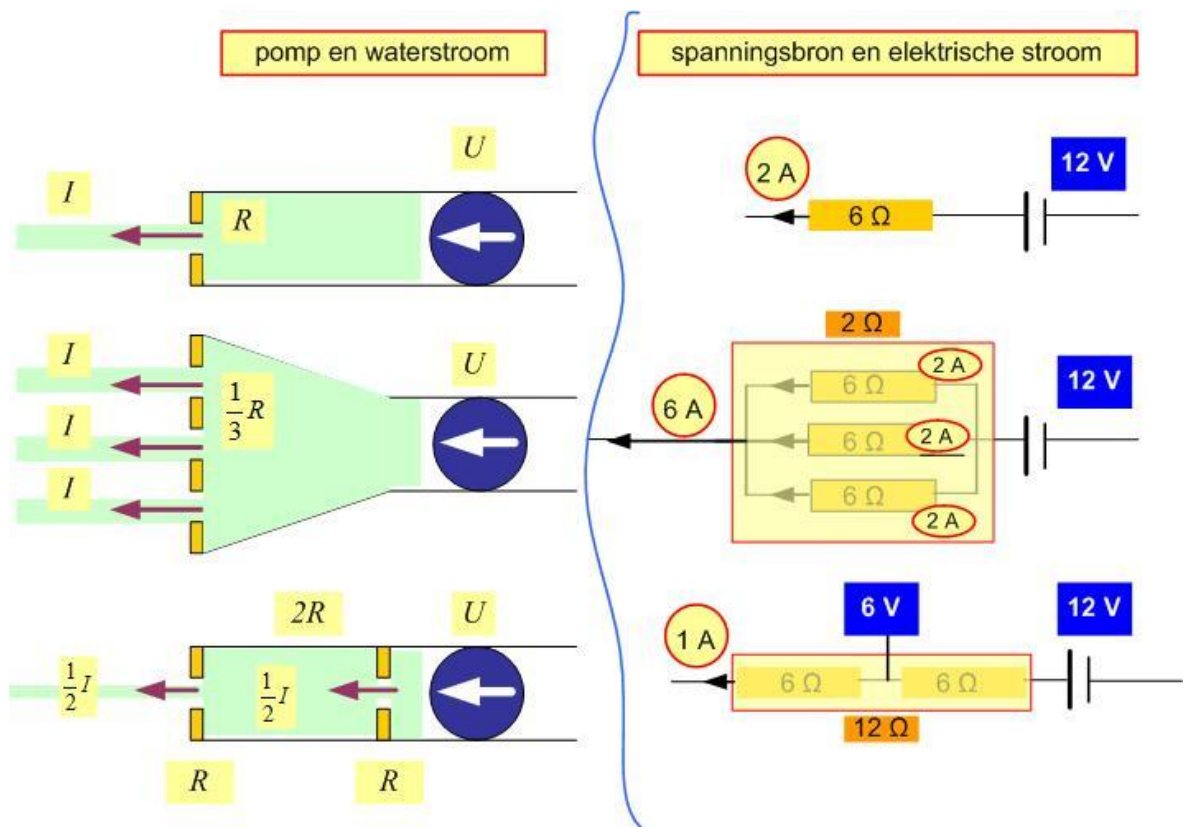 pomp en waterstroom
U
I
R
U
I
1/3 R
I
I
2R
U
1/2 I
1/2 I
R
R
spanningsbron en elektrische stroom
12 V
2 A
6 Ω
2 Ω
12 V
2 A
6 Ω
6 A
6 Ω
2 A
6 Ω
2 A
6 V
12 V
1 A
6 Ω
6 Ω
12 Ω